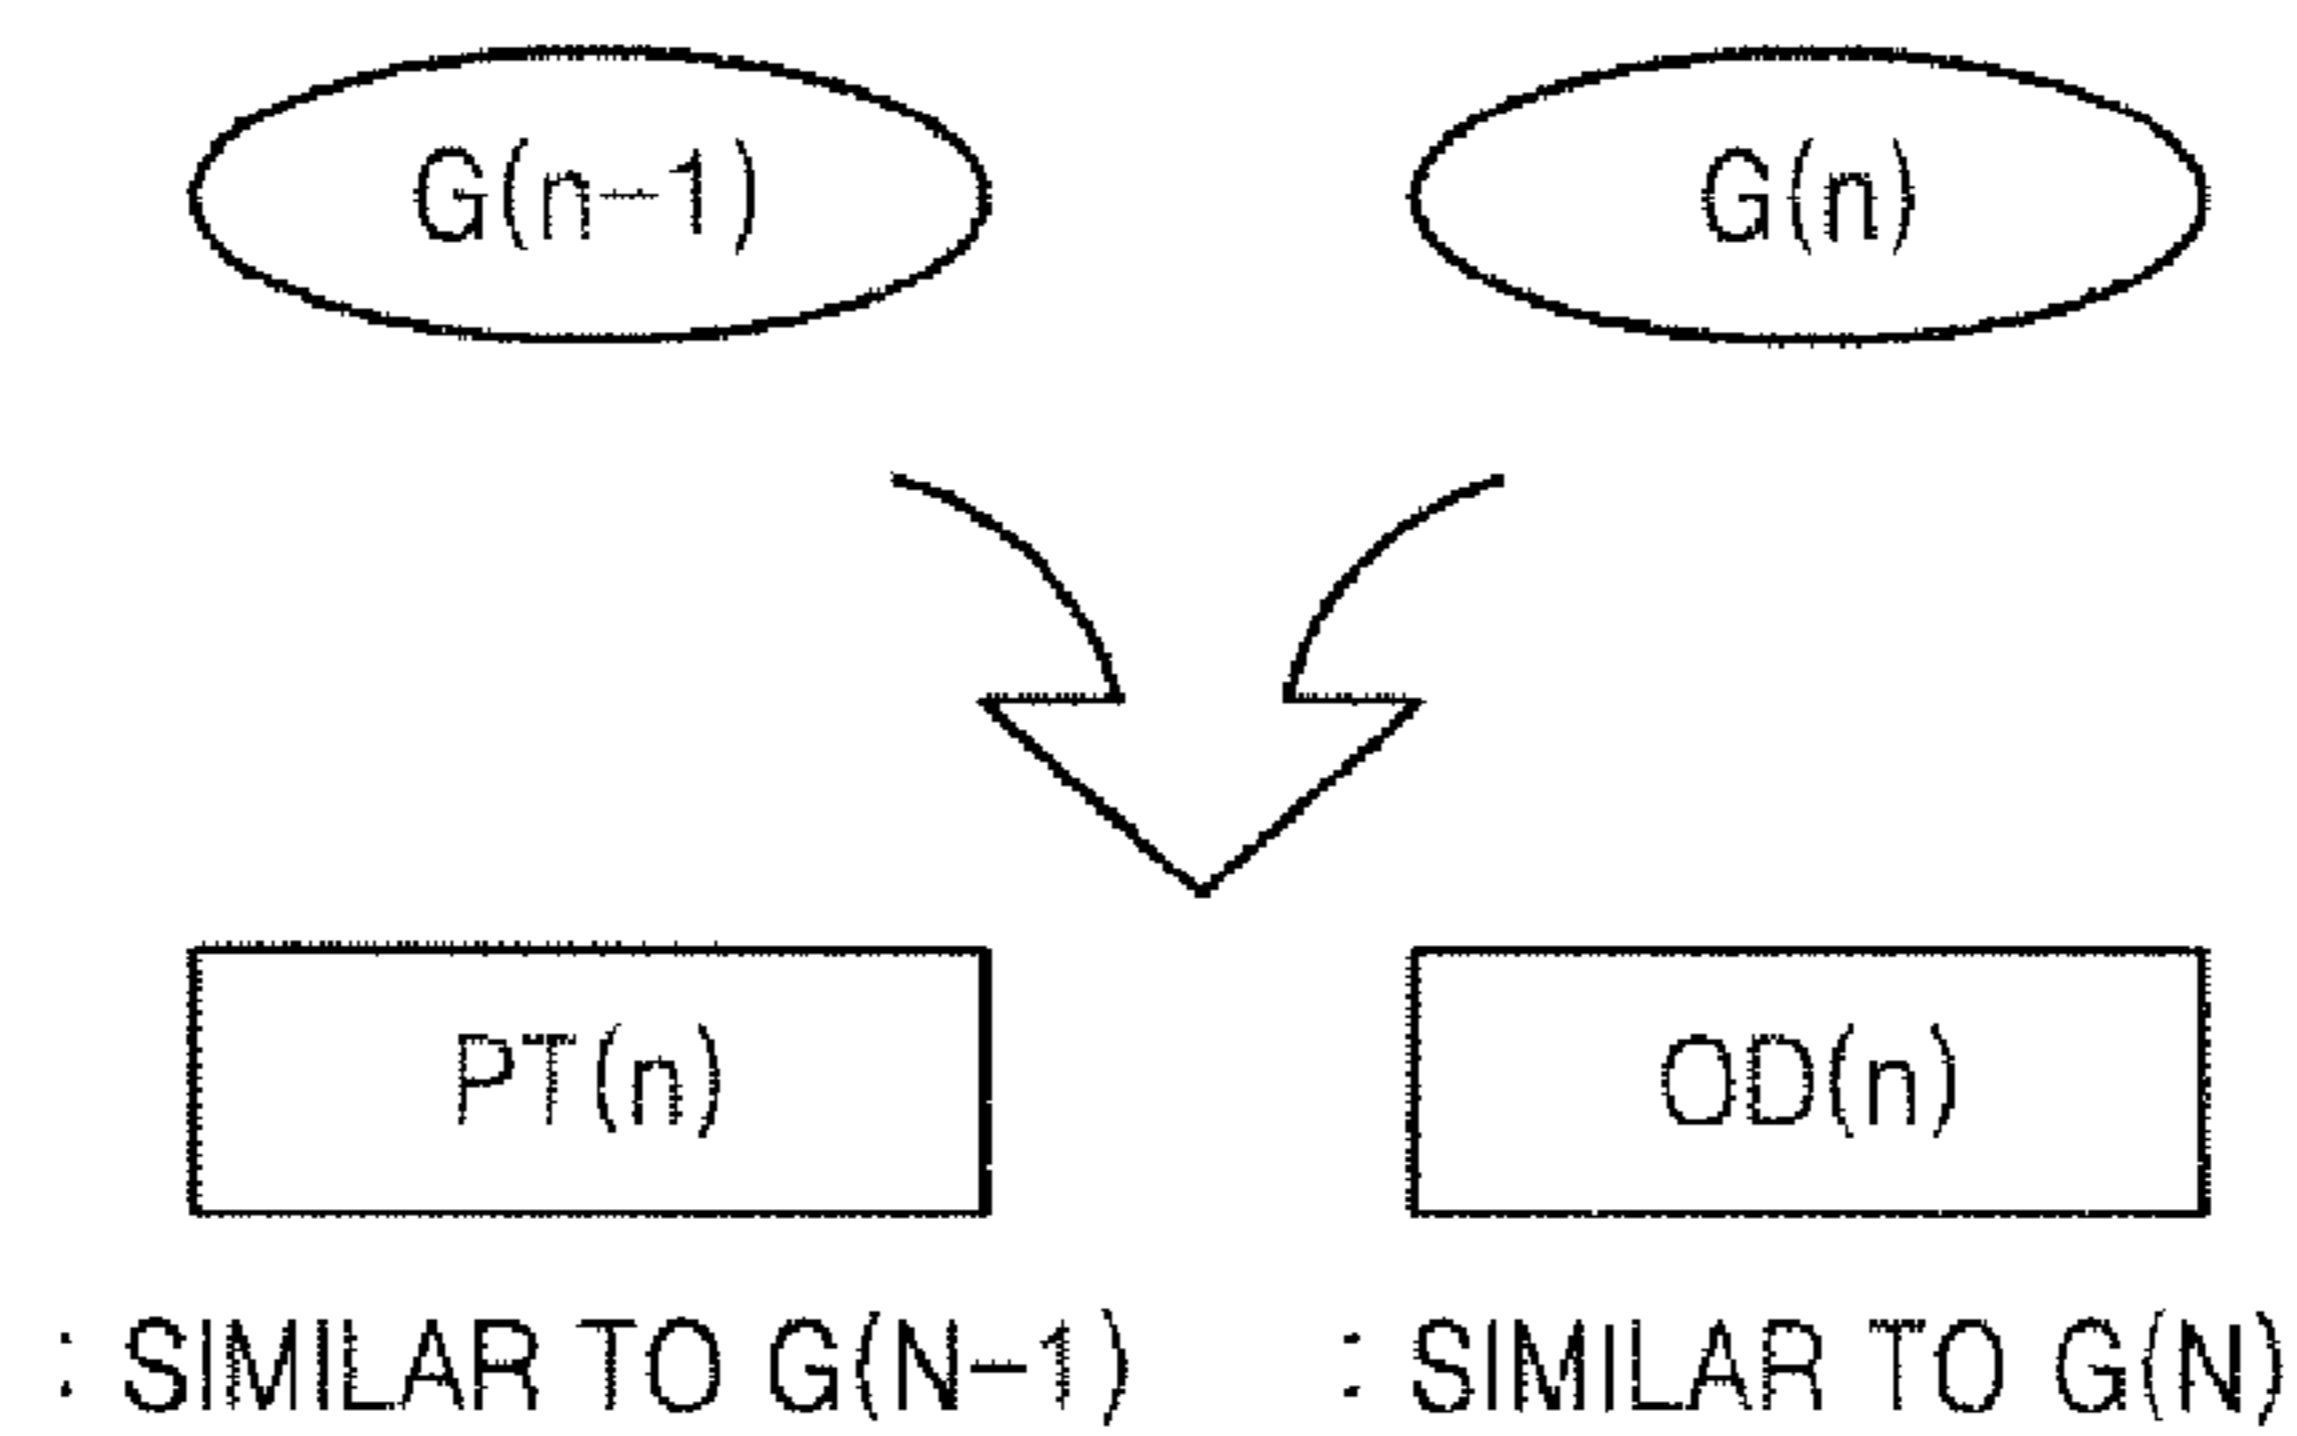 G(n-1)
G(n)
PT(n)
OD(n)
: SIMILAR TO G(N-1)
: SIMILAR TO G(N)